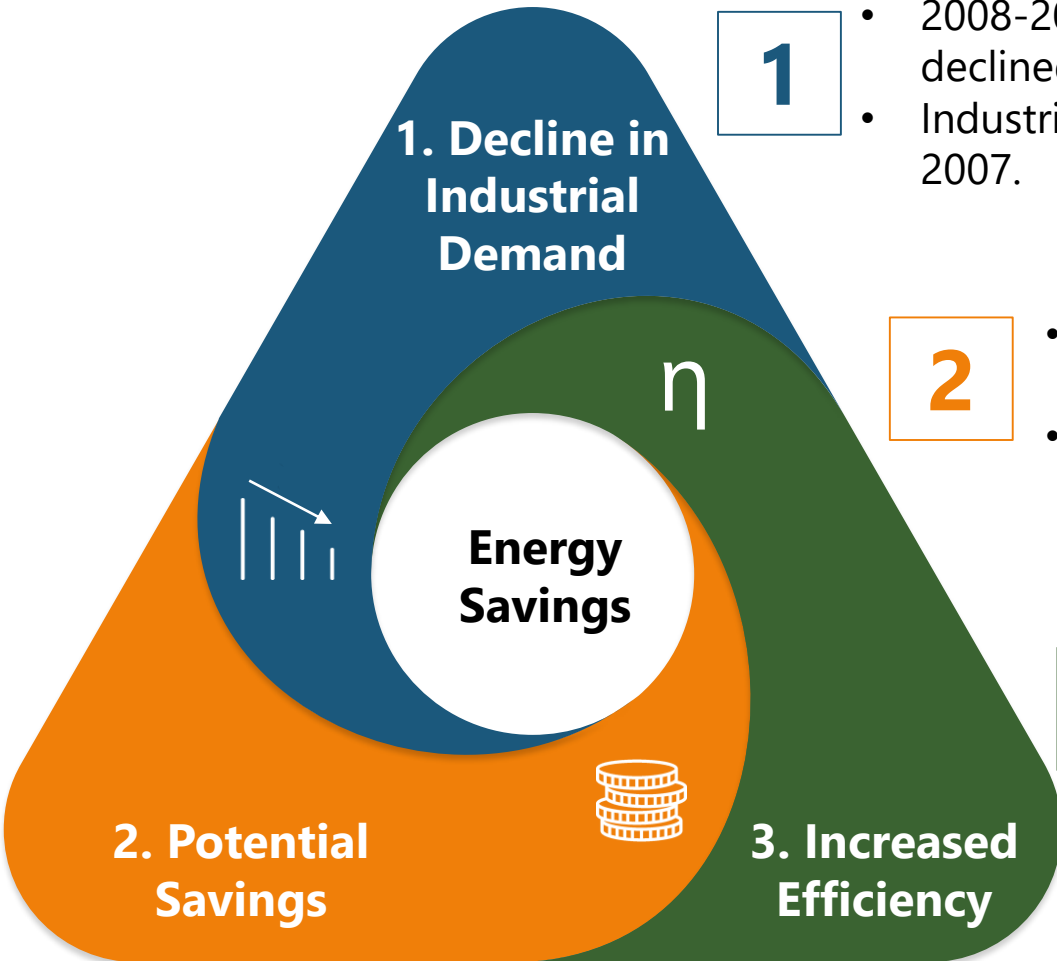 1. Decline in
Industrial
Demand
η
Energy
Savings
2. Potential
Savings
3. Increased
Efficiency
1
• 2008-20
declined
• Industri
2007.
2
•
•